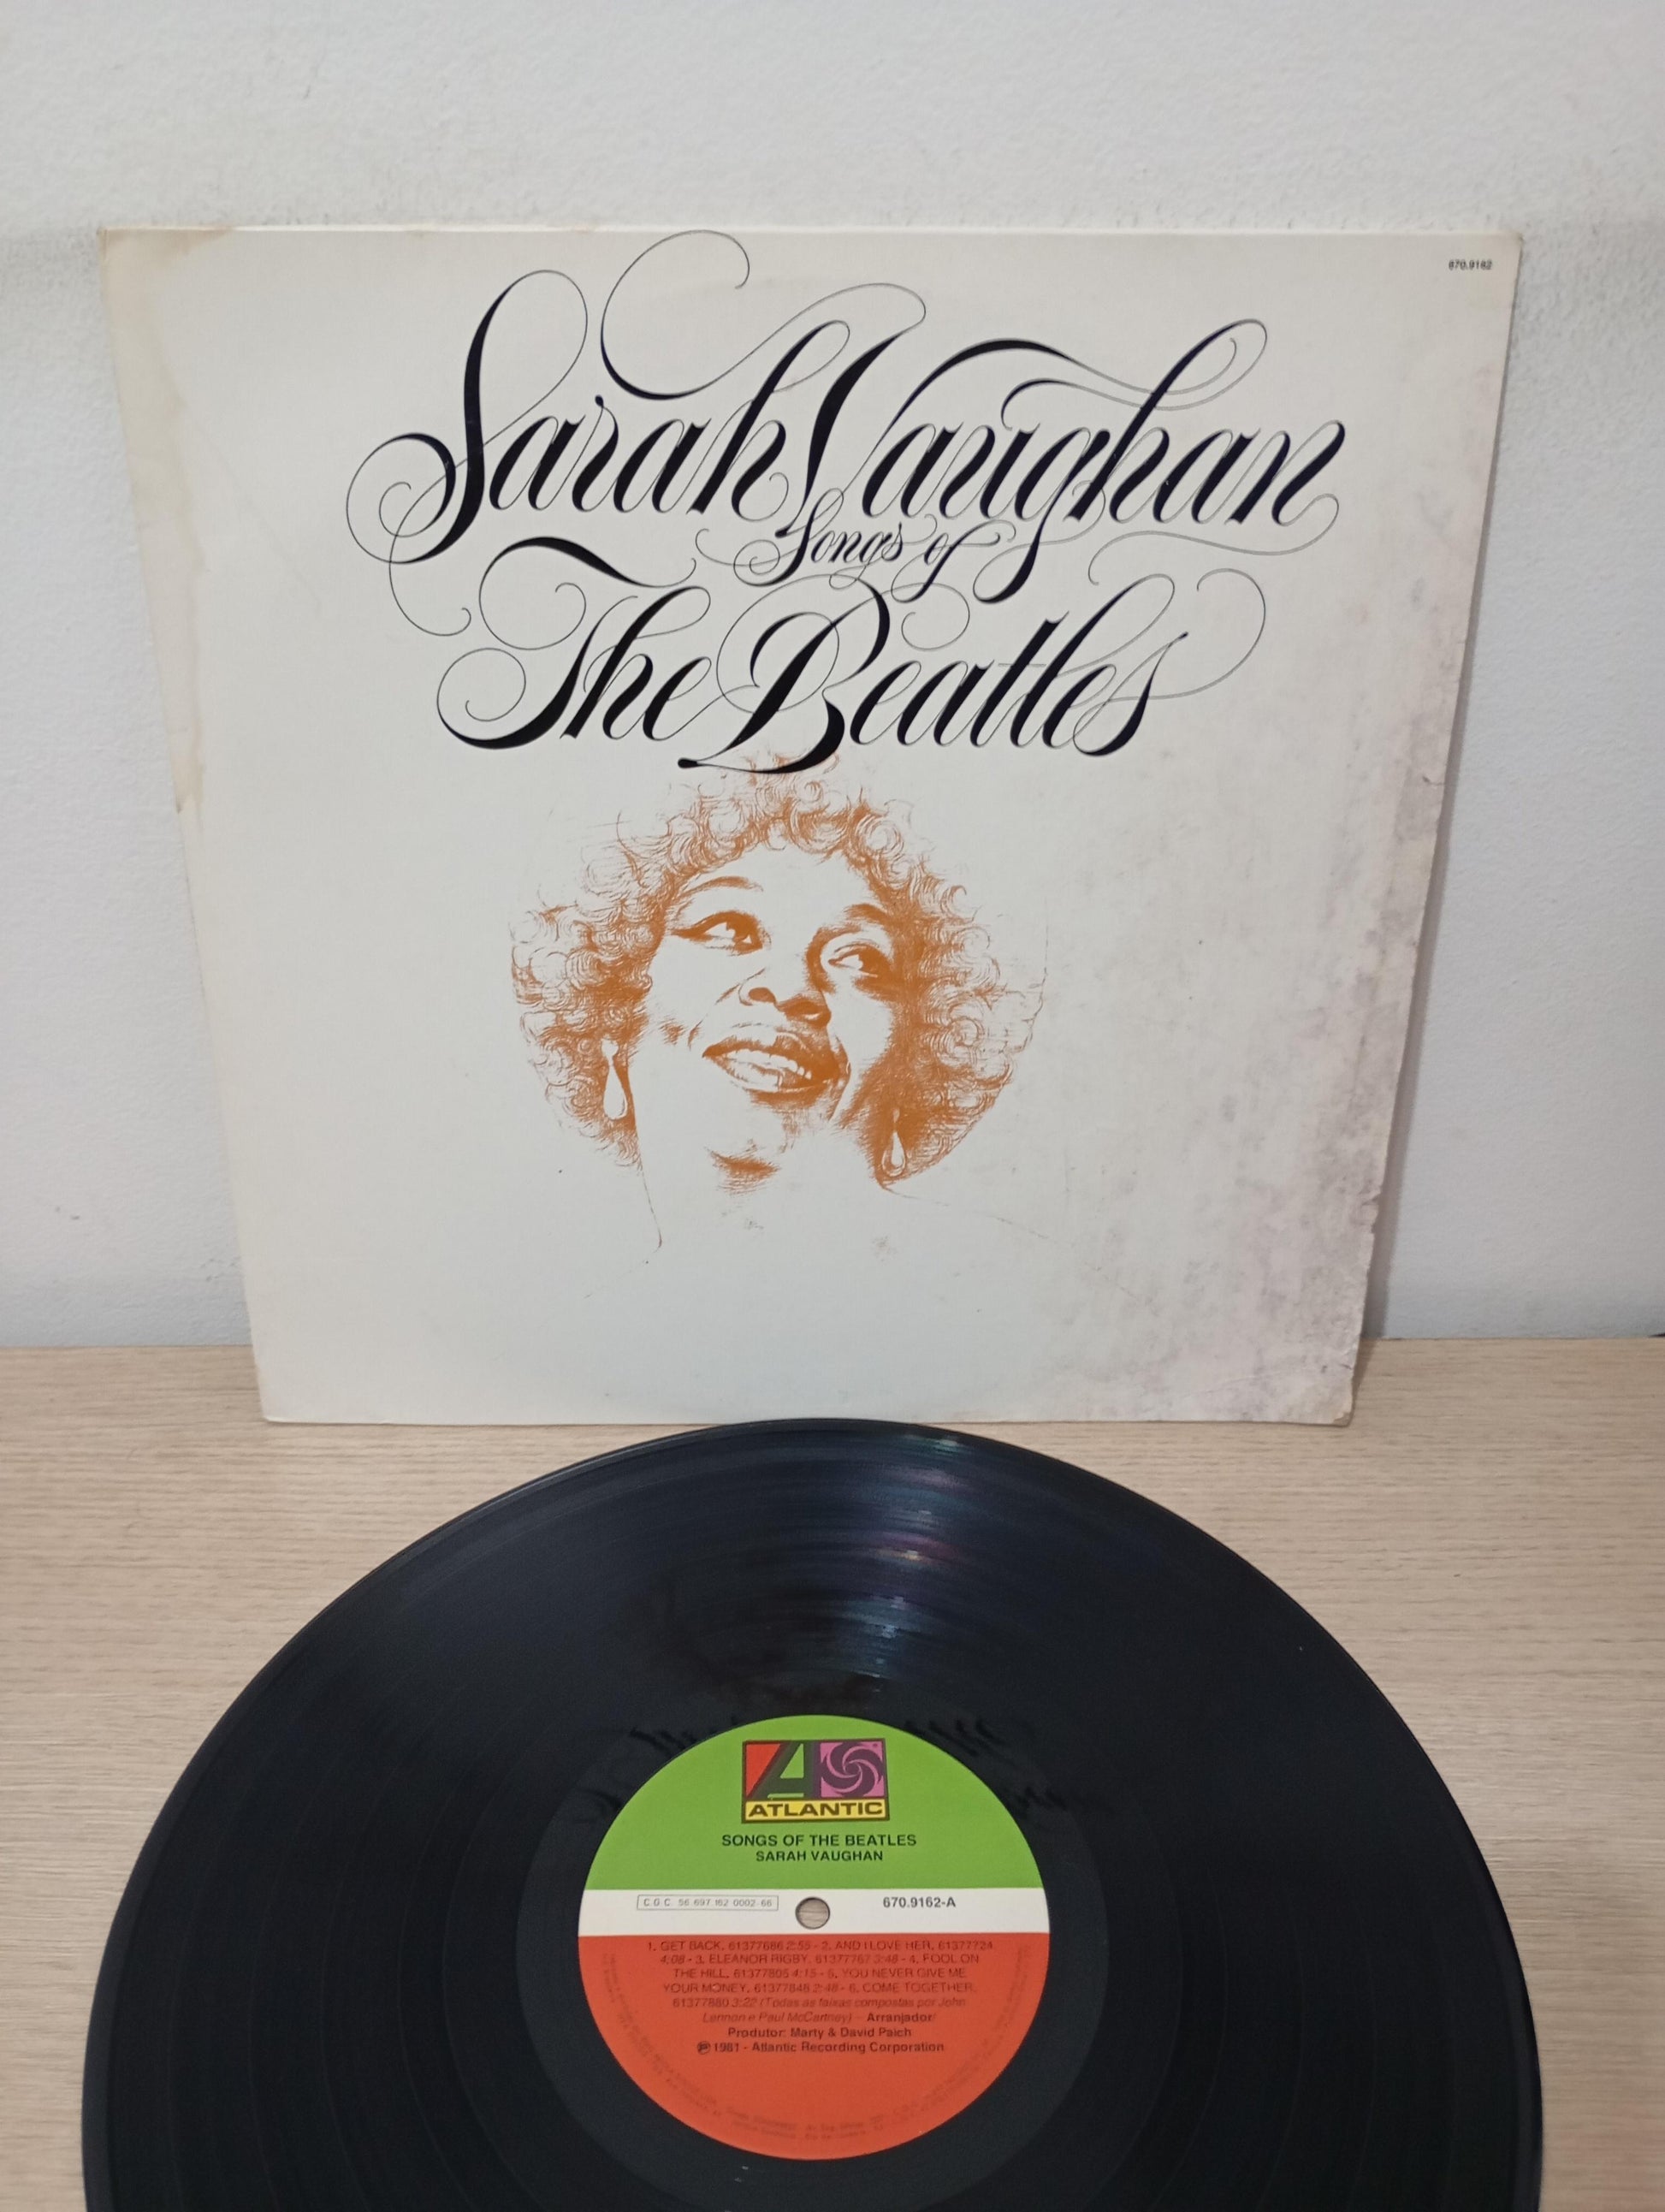 670.9162
Sarah Vaughan
Songs of
The Beatles
ATLANTIC
SONGS OF THE BEATLES
SARAH VAUGHAN
C.G.C. 56.697.162 0002-66
670.9162-A
1. GET BACK. 61377686 2:55 - 2. AND I LOVE HER. 61377724
4:08 - 3. ELEANOR RIGBY. 61377767 3:48 - 4. FOOL ON
THE HILL. 61377805 4:15 - 5. YOU NEVER GIVE ME
YOUR MONEY. 61377848 2:48 - 6. COME TOGETHER.
61377880 3:22 (Todas as faixas compostas por John
Lennon e Paul McCartney) - Arranjador/
Produtor: Marty & David Paich
℗ 1981 - Atlantic Recording Corporation